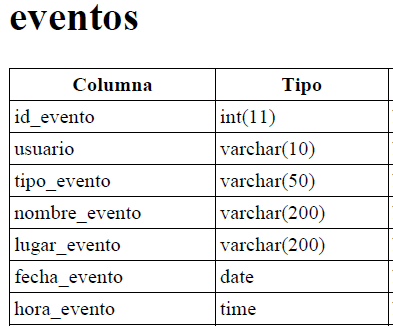 eventos
Columna Tipo
id_evento int(11)
usuario varchar(10)
tipo_evento varchar(50)
nombre_evento varchar(200)
lugar_evento varchar(200)
fecha_evento date
hora_evento time